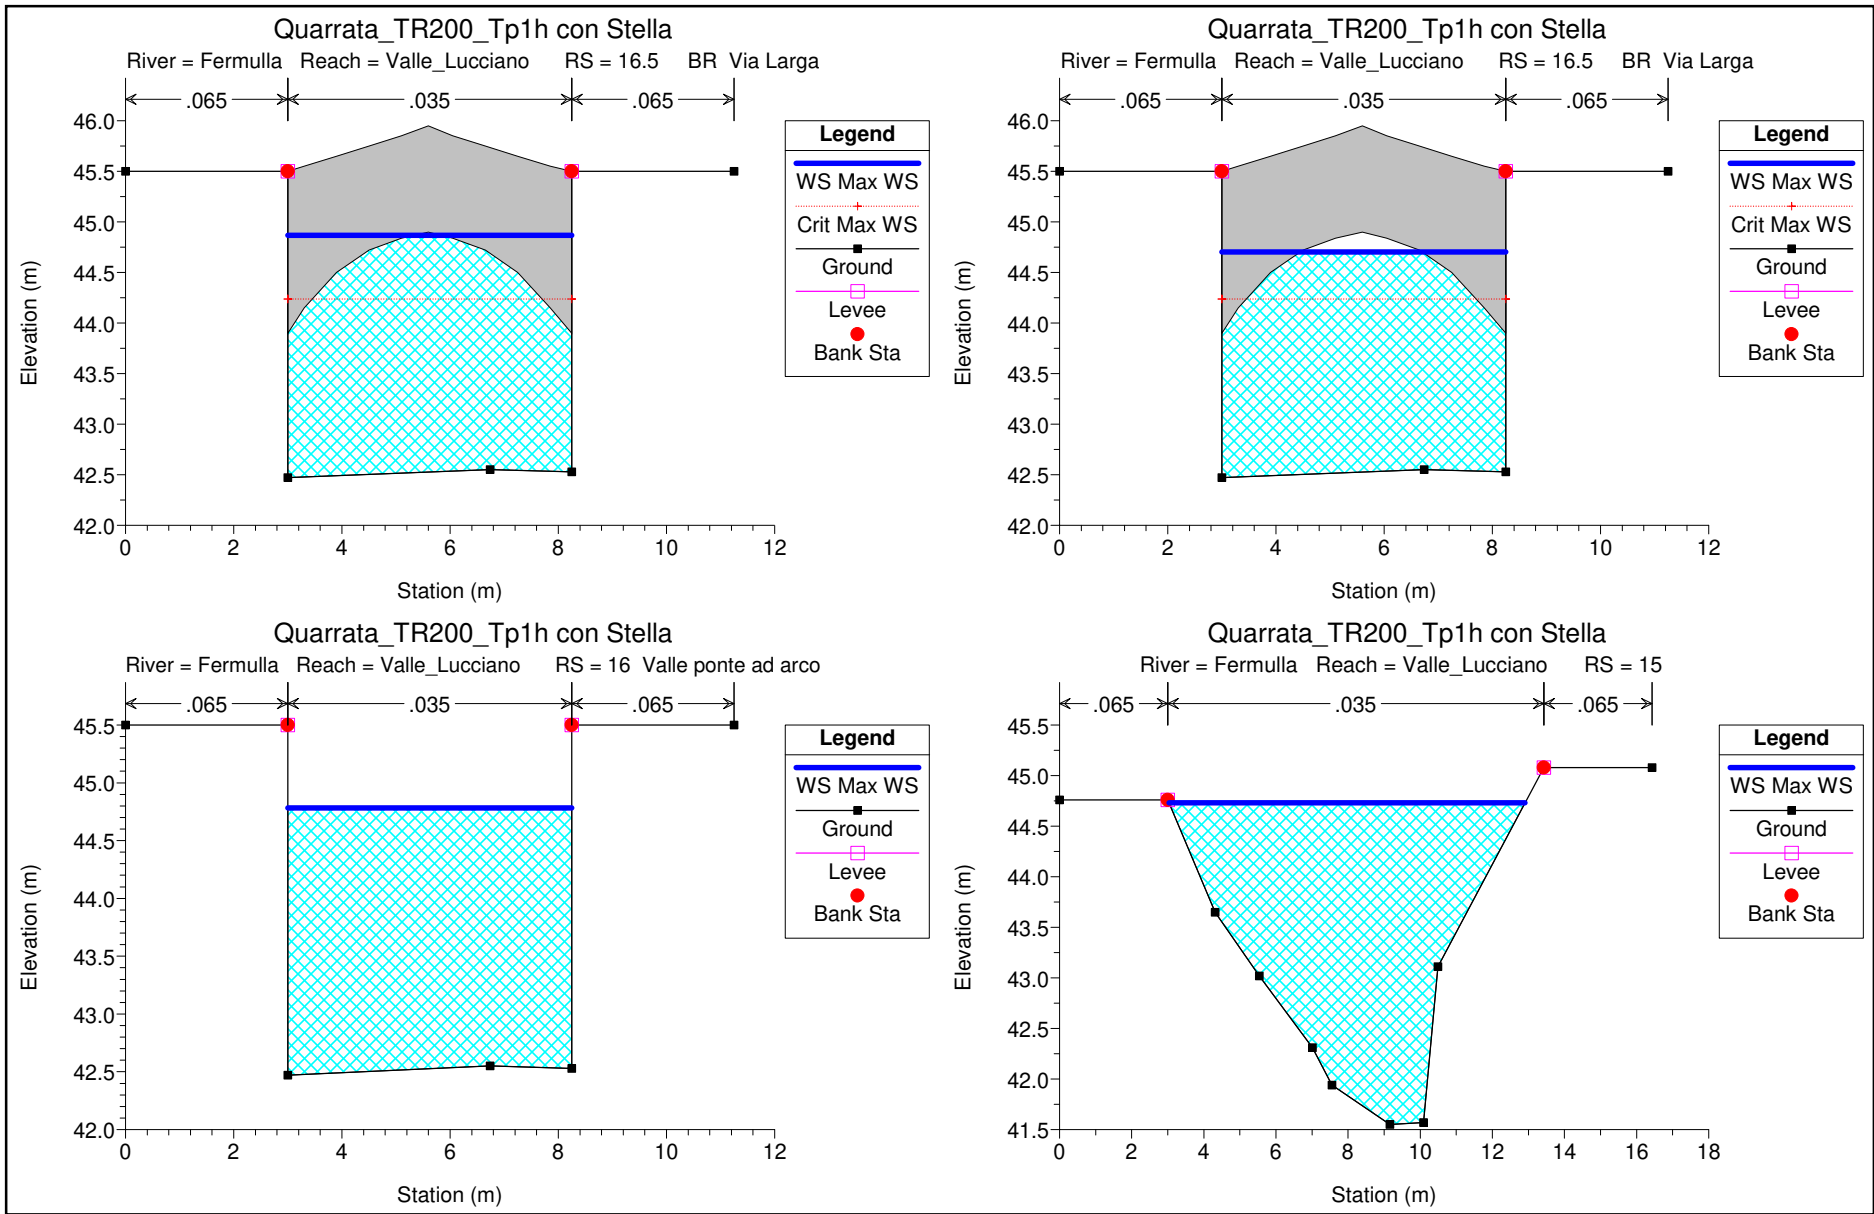 Quarrata_TR200_Tp1h con Stella
River = Fermulla Reach = Valle_Lucciano RS = 16.5 BR Via Larga
.065 .035 .065
46.0
45.5
45.0
44.5
44.0
43.5
43.0
42.5
42.0
0 2 4 6 8 10 12
Elevation (m)
Station (m)
Legend
WS Max WS
Crit Max WS
Ground
Levee
Bank Sta
Quarrata_TR200_Tp1h con Stella
River = Fermulla Reach = Valle_Lucciano RS = 16.5 BR Via Larga
.065 .035 .065
46.0
45.5
45.0
44.5
44.0
43.5
43.0
42.5
42.0
0 2 4 6 8 10 12
Elevation (m)
Station (m)
Legend
WS Max WS
Crit Max WS
Ground
Levee
Bank Sta
Quarrata_TR200_Tp1h con Stella
River = Fermulla Reach = Valle_Lucciano RS = 16 Valle ponte ad arco
.065 .035 .065
45.5
45.0
44.5
44.0
43.5
43.0
42.5
42.0
0 2 4 6 8 10 12
Elevation (m)
Station (m)
Legend
WS Max WS
Ground
Levee
Bank Sta
Quarrata_TR200_Tp1h con Stella
River = Fermulla Reach = Valle_Lucciano RS = 15
.065 .035 .065
45.5
45.0
44.5
44.0
43.5
43.0
42.5
42.0
41.5
0 2 4 6 8 10 12 14 16 18
Elevation (m)
Station (m)
Legend
WS Max WS
Ground
Levee
Bank Sta